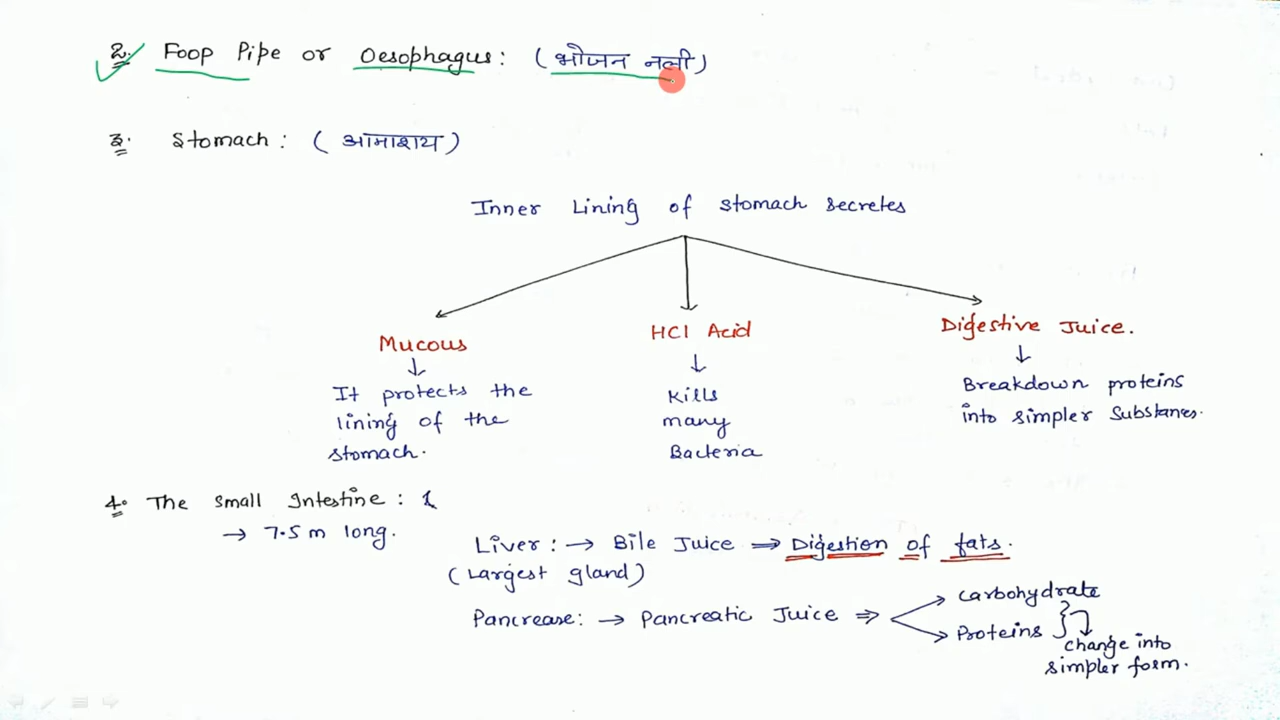 2. Foop Pipe or Oesophagus: (भोजन नली)
3. Stomach: (आमाशय)
Inner Lining of stomach secretes
Mucous
HCl Acid
Digestive Juice.
↓
↓
↓
It protects the
lining of the
stomach.
Kills
many
Bacteria
Breakdown proteins
into simpler Substanes.
4. The Small Intestine:
→ 7.5 m long.
Liver: → Bile Juice ⇒ Digestion of fats.
(Largest gland)
Pancrease: → Pancreatic Juice ⇒
Carbohydrate
Proteins
change into
simpler form.